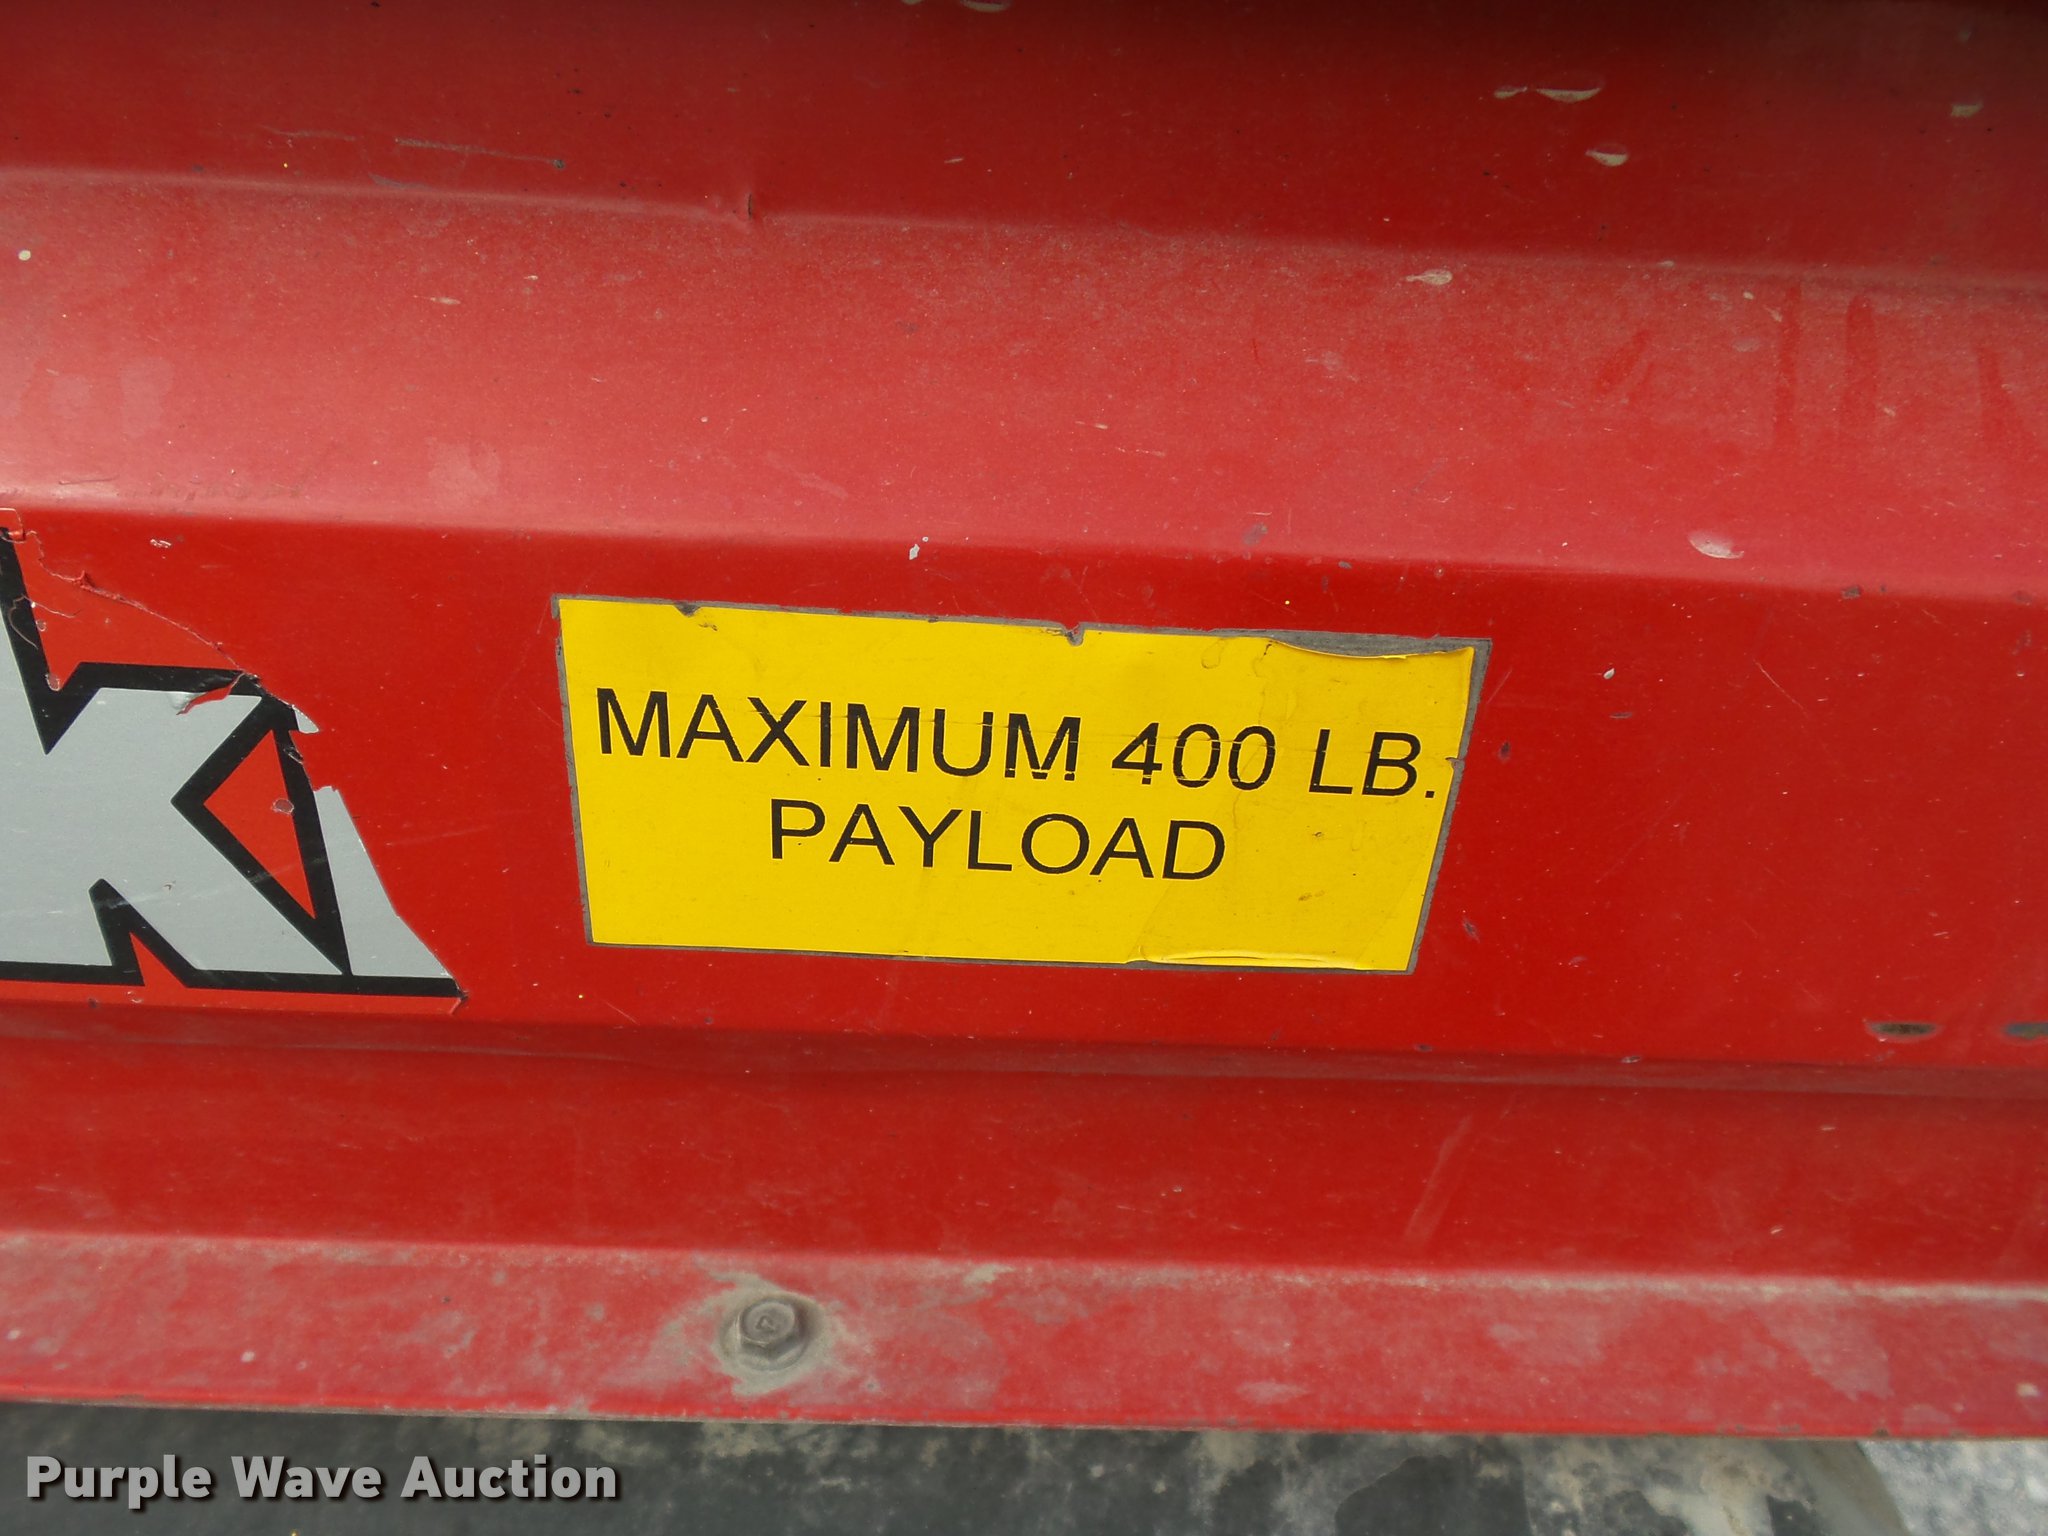 k
MAXIMUM 400 LB.
PAYLOAD
Purple Wave Auction